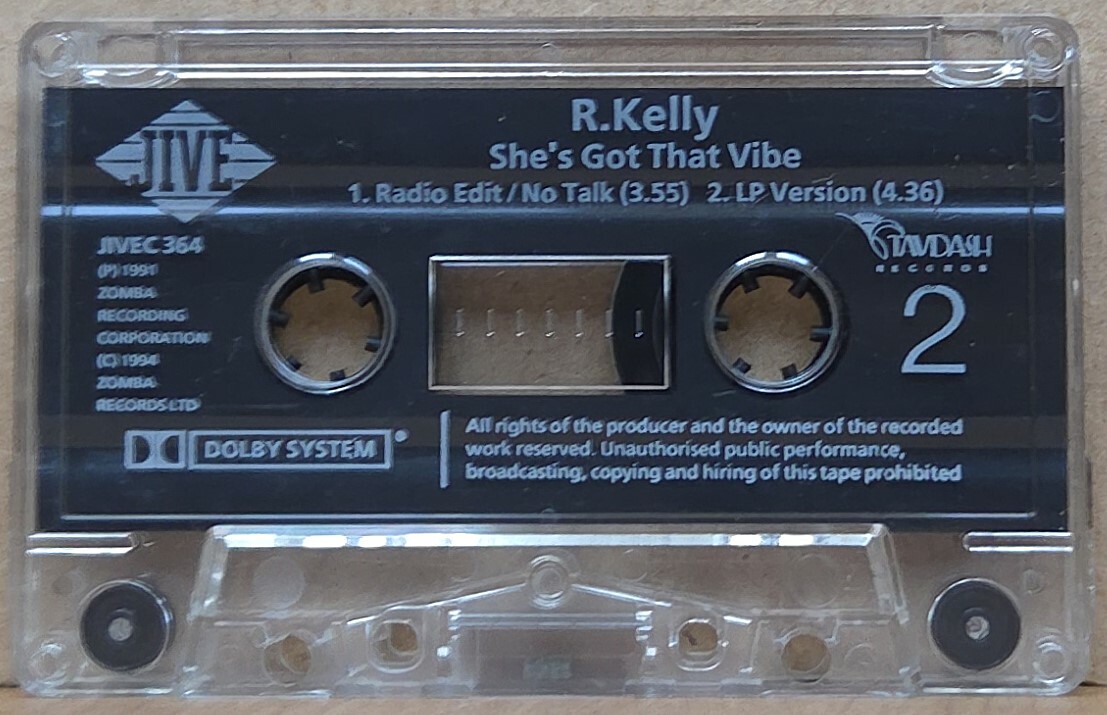 R.Kelly
She's Got That Vibe
1. Radio Edit / No Talk (3.55) 2. LP Version (4.36)
JIVE
TAVDASH
RECORDS
2
JIVEC 364
(P) 1991
ZOMBA
RECORDING
CORPORATION
(C) 1994
ZOMBA
RECORDS LTD
DOLBY SYSTEM
All rights of the producer and the owner of the recorded
work reserved. Unauthorised public performance,
broadcasting, copying and hiring of this tape prohibited